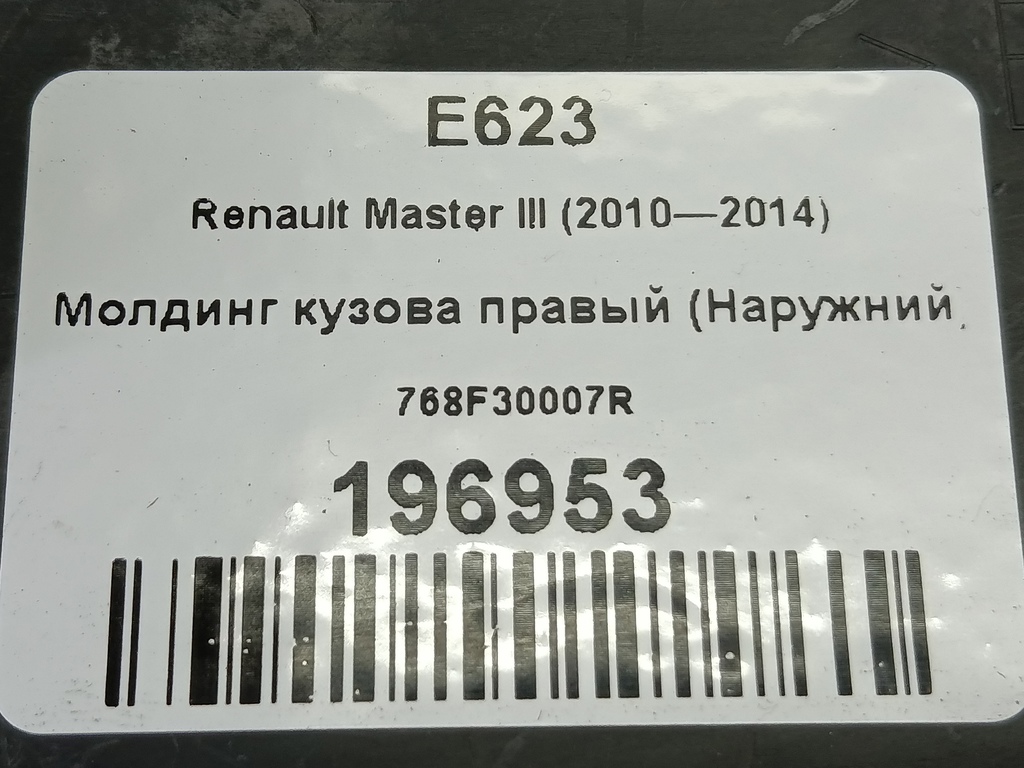 E623
Renault Master III (2010—2014)
Молдинг кузова правый (Наружний,
768F30007R
196953